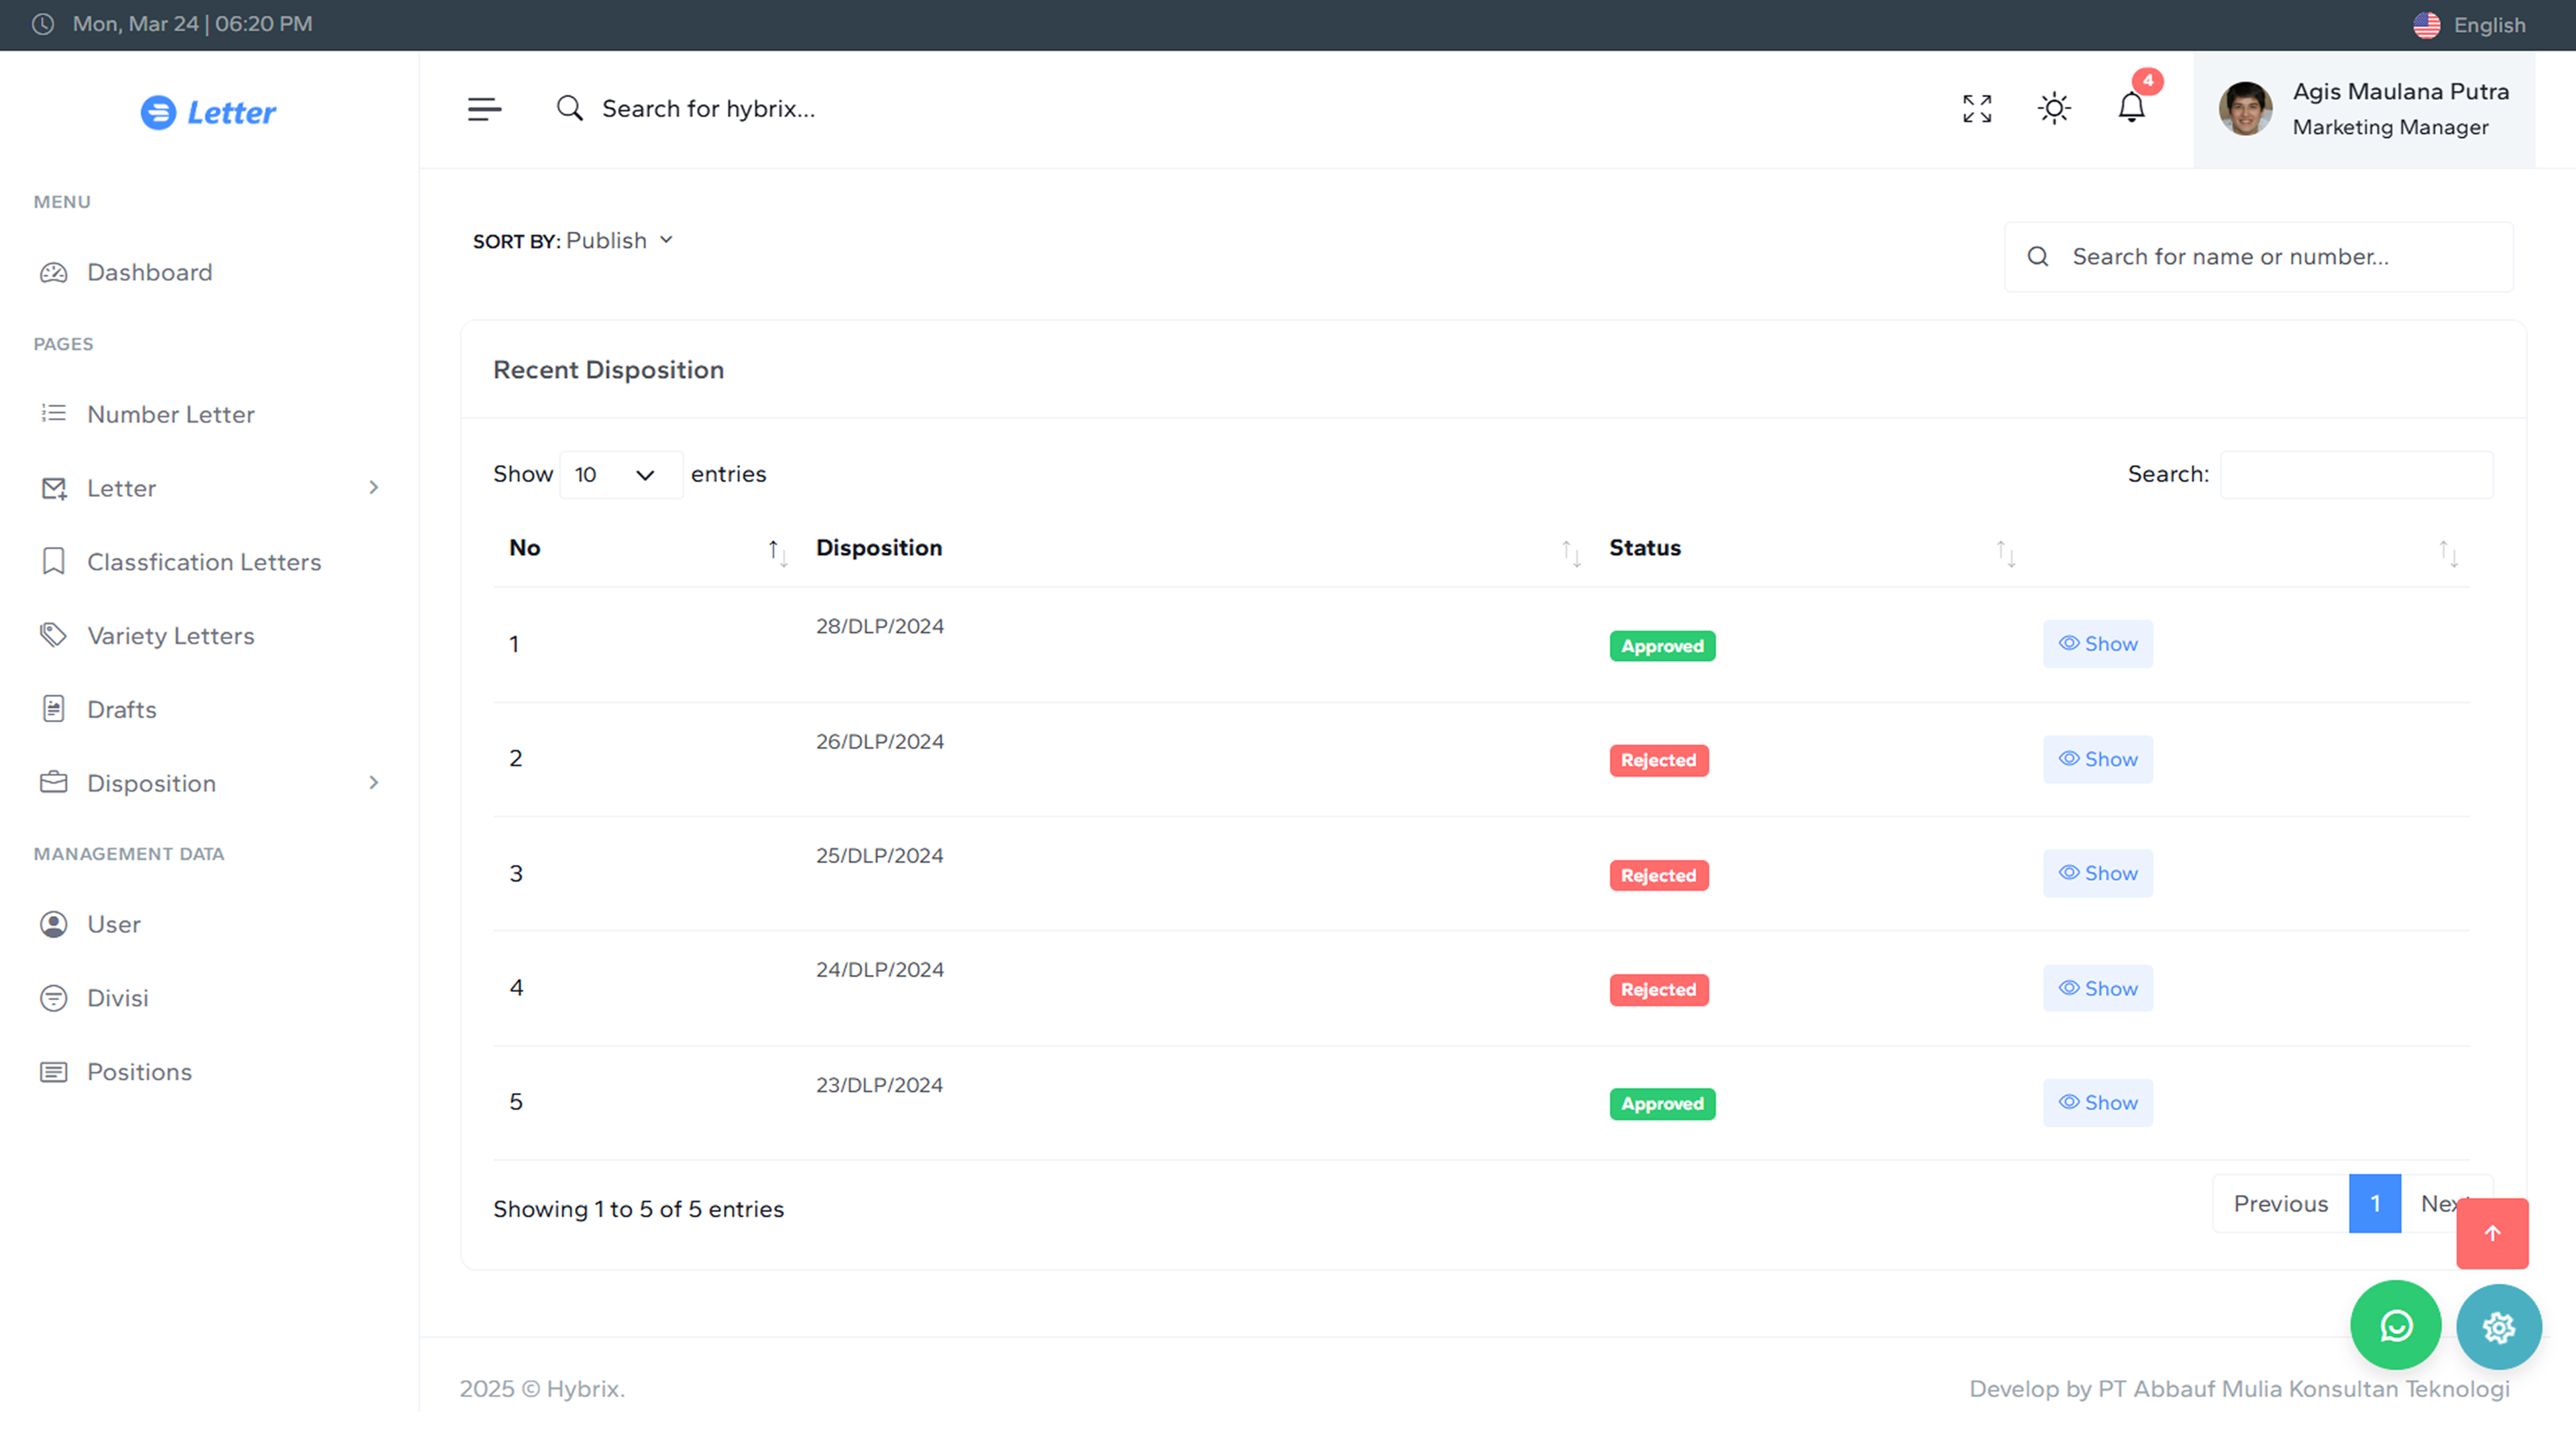 Mon, Mar 24 | 06:20 PM
English
Letter
Search for hybrix...
4
Agis Maulana Putra
Marketing Manager
MENU
Dashboard
PAGES
Number Letter
Letter
Classfication Letters
Variety Letters
Drafts
Disposition
MANAGEMENT DATA
User
Divisi
Positions
SORT BY: Publish
Search for name or number...
Recent Disposition
Show 10 entries
Search:
No Disposition Status
1 28/DLP/2024 Approved Show
2 26/DLP/2024 Rejected Show
3 25/DLP/2024 Rejected Show
4 24/DLP/2024 Rejected Show
5 23/DLP/2024 Approved Show
Showing 1 to 5 of 5 entries
Previous 1
2025 © Hybrix.
Develop by PT Abbauf Mulia Konsultan Teknologi